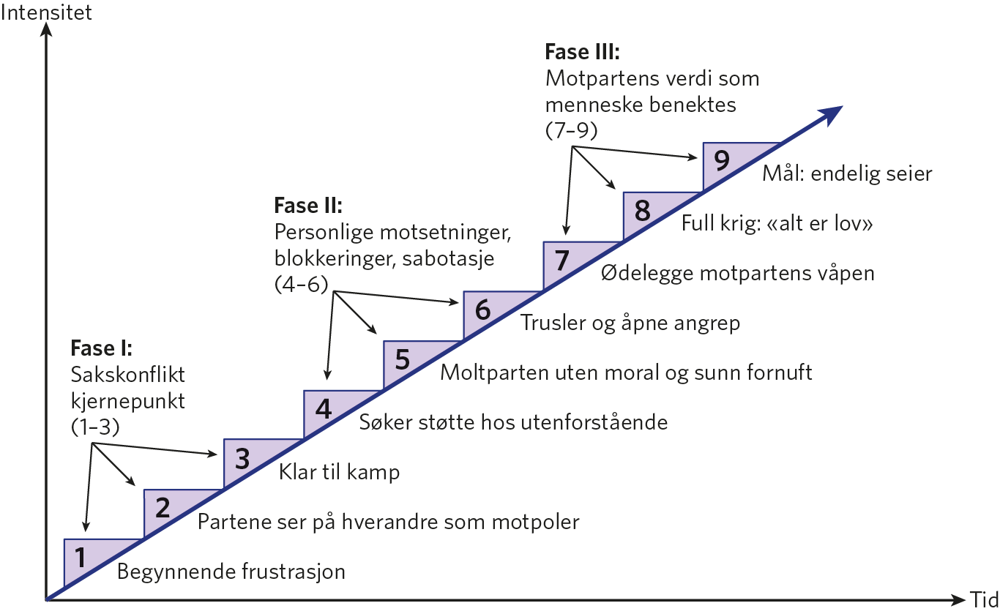 Intensitet
Fase III:
Motpartens verdi som
menneske benektes
(7–9)
9
Mål: endelig seier
Fase II:
Personlige motsetninger,
blokkeringer, sabotasje
(4–6)
8
Full krig: «alt er lov»
7
Ødelegge motpartens våpen
6
Trusler og åpne angrep
Fase I:
Sakskonflikt
kjernepunkt
(1–3)
5
Moltparten uten moral og sunn fornuft
4
Søker støtte hos utenforstående
3
Klar til kamp
2
Partene ser på hverandre som motpoler
1
Begynnende frustrasjon
Tid